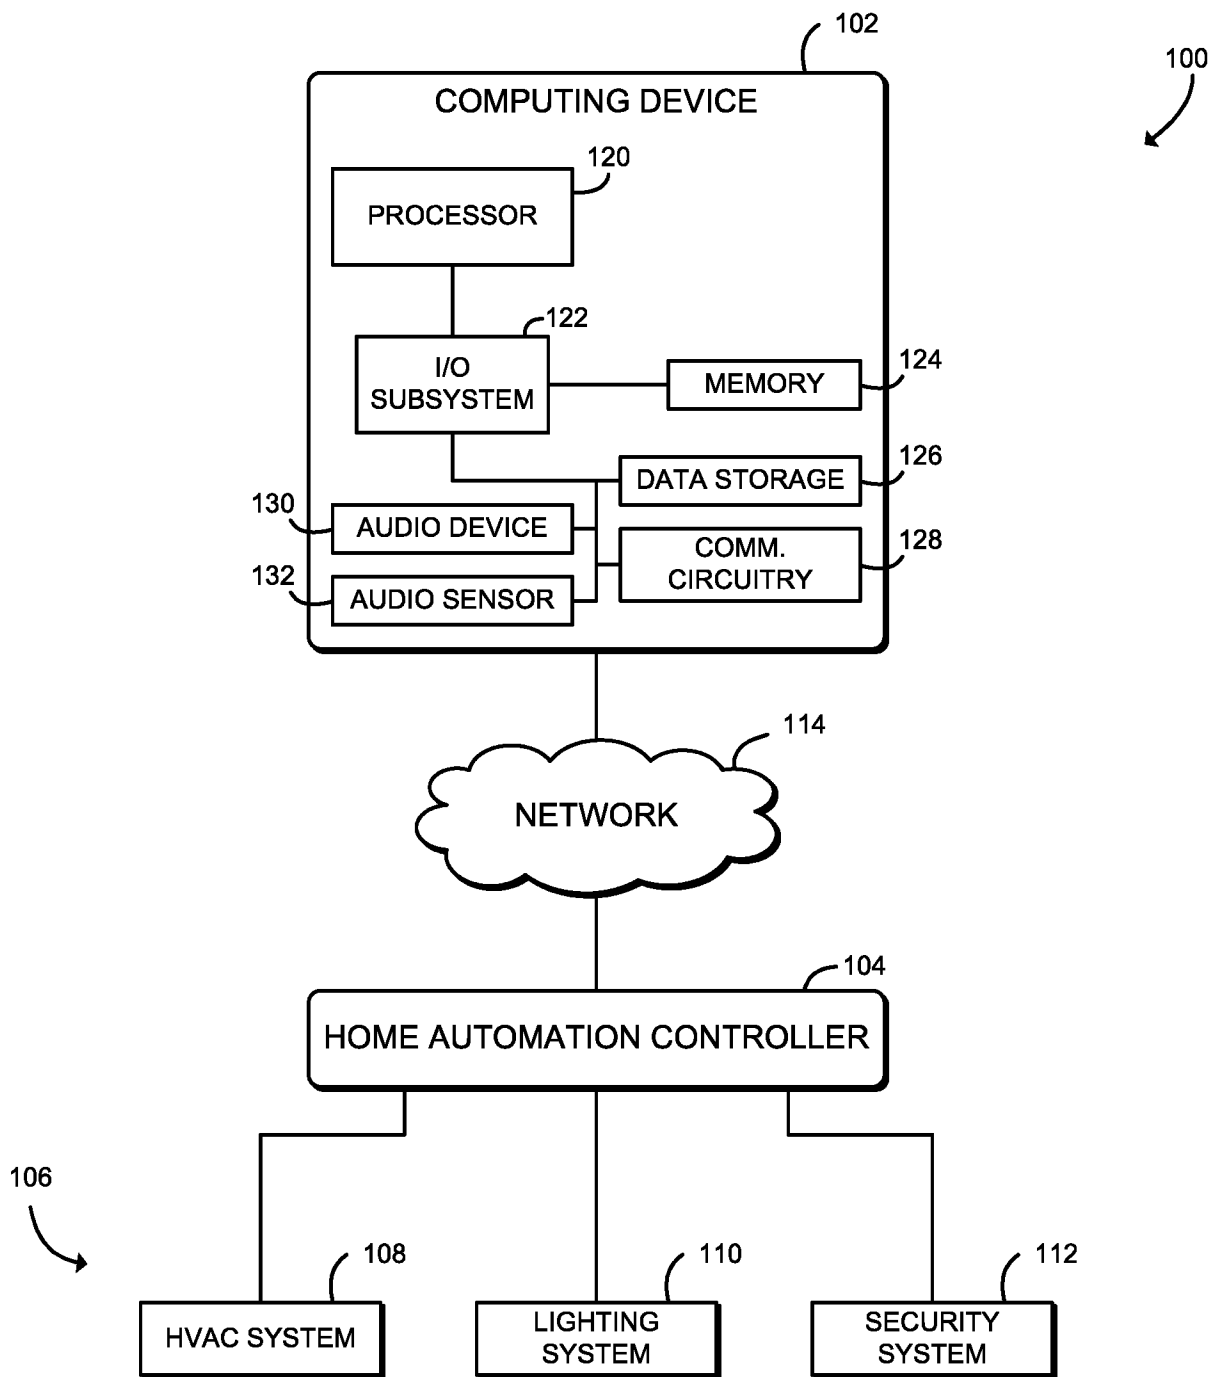 102
100
COMPUTING DEVICE
120
PROCESSOR
122
I/O
SUBSYSTEM
124
MEMORY
126
DATA STORAGE
130
AUDIO DEVICE
128
COMM.
CIRCUITRY
132
AUDIO SENSOR
114
NETWORK
104
HOME AUTOMATION CONTROLLER
106
108
110
112
HVAC SYSTEM
LIGHTING
SYSTEM
SECURITY
SYSTEM